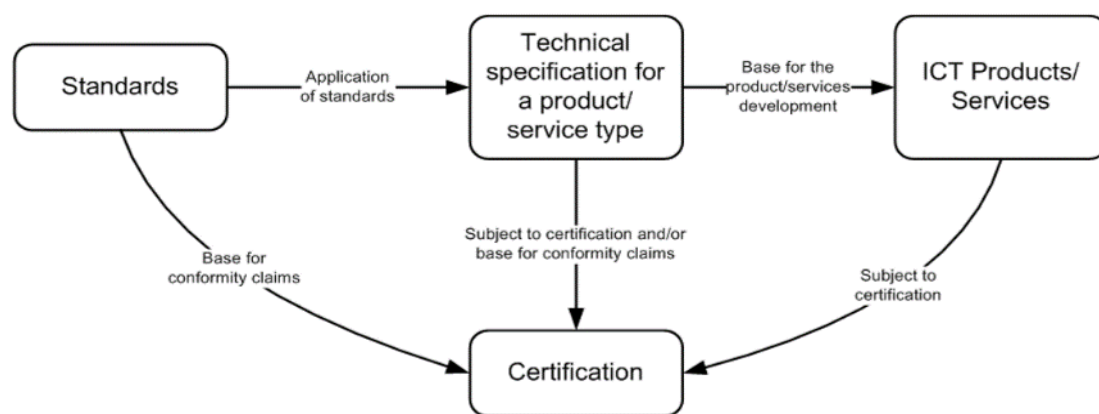 Standards
Application
of standards
Technical
specification for
a product/
service type
Base for the
product/services
development
ICT Products/
Services
Base for
conformity claims
Subject to certification and/or
base for conformity claims
Subject to
certification
Certification